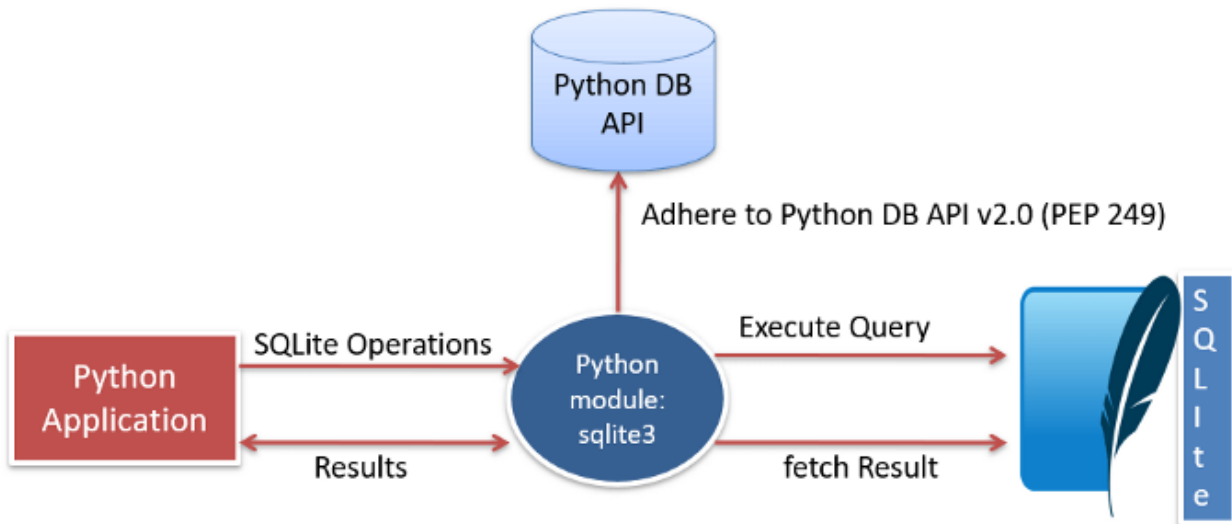 Python DB
API
Adhere to Python DB API v2.0 (PEP 249)
SQLite Operations
Execute Query
Python
Application
Python
module:
sqlite3
Results
fetch Result
S
Q
L
I
t
e